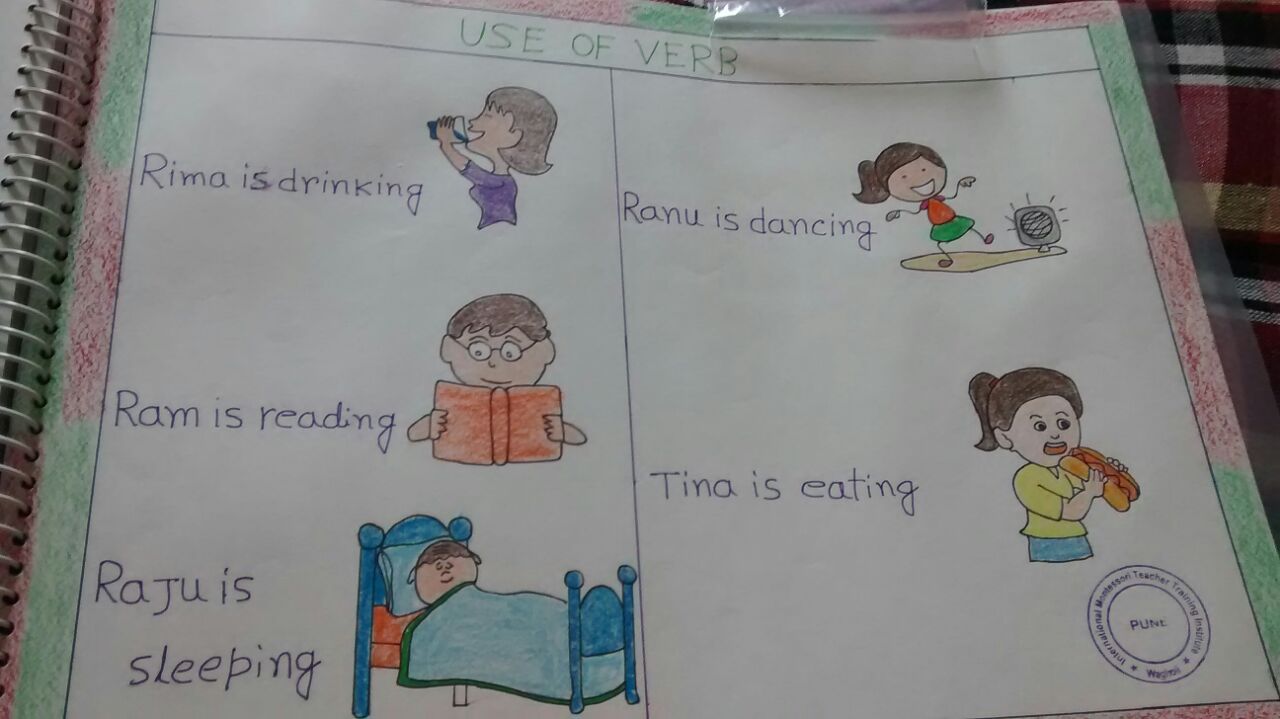 USE OF VERB
Rima is drinking
Ram is reading
Raju is
sleeping
Ranu is dancing
Tina is eating
International Montessori Teacher Training Institute
Wagholi
PUNE